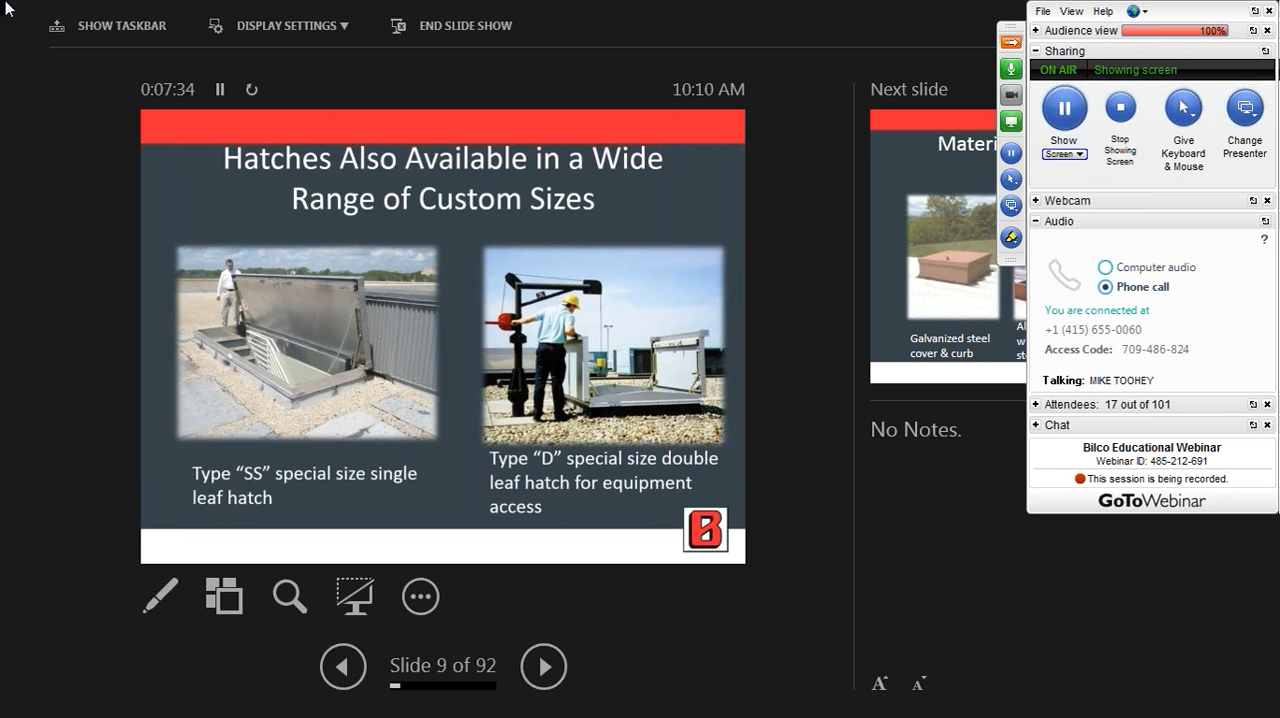 SHOW TASKBAR
DISPLAY SETTINGS ▼
END SLIDE SHOW
0:07:34
10:10 AM
Hatches Also Available in a Wide
Range of Custom Sizes
Type “SS” special size single
leaf hatch
Type “D” special size double
leaf hatch for equipment
access
B
Slide 9 of 92
Next slide
Materi
Galvanized steel
cover & curb
Al
w
st
No Notes.
A A
File View Help
Audience view 100%
Sharing
ON AIR Showing screen
Show
Screen
Stop
Showing
Screen
Give
Keyboard
& Mouse
Change
Presenter
Webcam
Audio
?
Computer audio
Phone call
You are connected at
+1 (415) 655-0060
Access Code: 709-486-824
Talking: MIKE TOOHEY
Attendees: 17 out of 101
Chat
Bilco Educational Webinar
Webinar ID: 485-212-691
This session is being recorded.
GoToWebinar